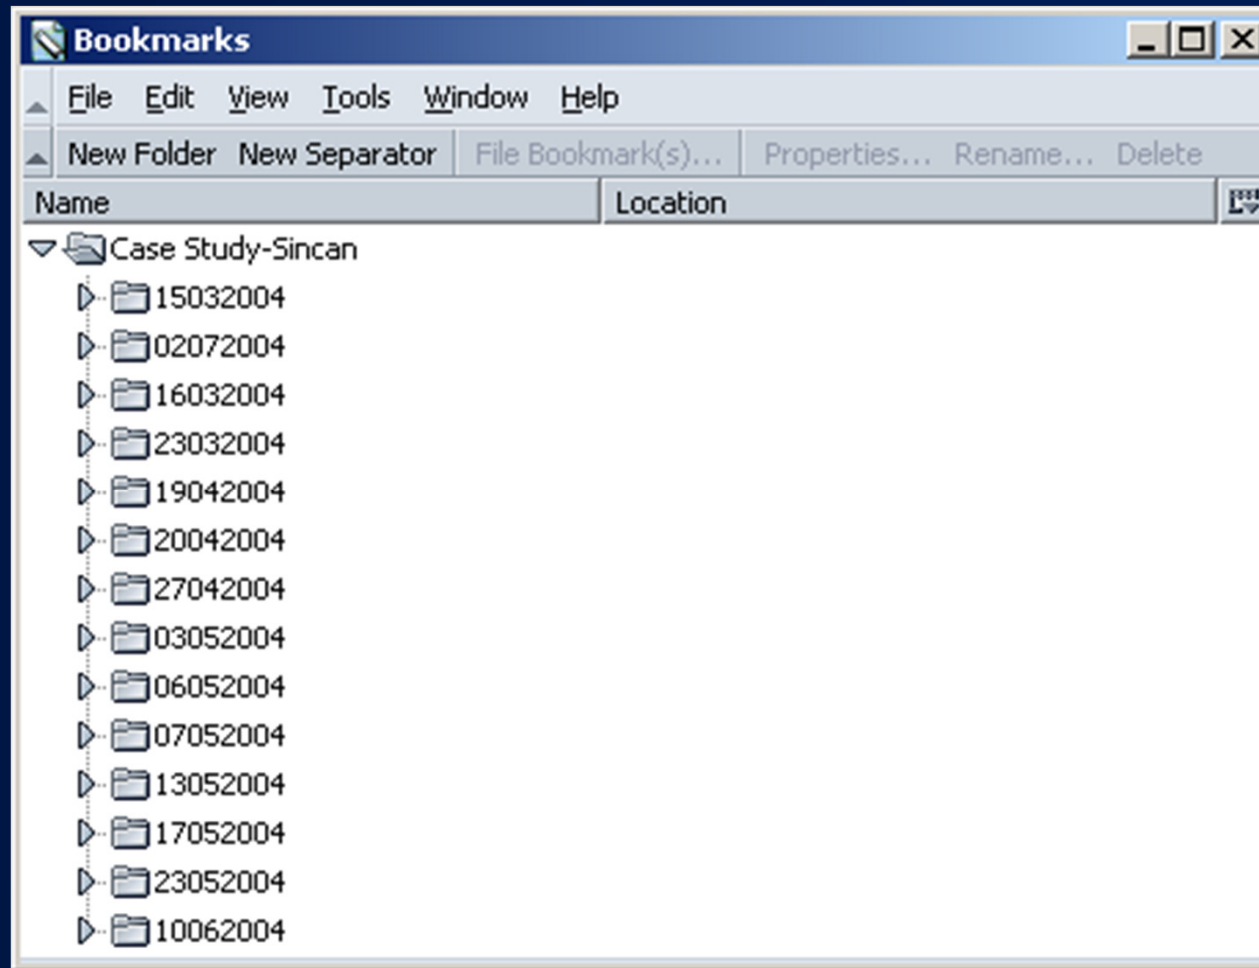 Bookmarks
File Edit View Tools Window Help
New Folder New Separator File Bookmark(s)... Properties... Rename... Delete
Name Location
Case Study-Sincan
15032004
02072004
16032004
23032004
19042004
20042004
27042004
03052004
06052004
07052004
13052004
17052004
23052004
10062004